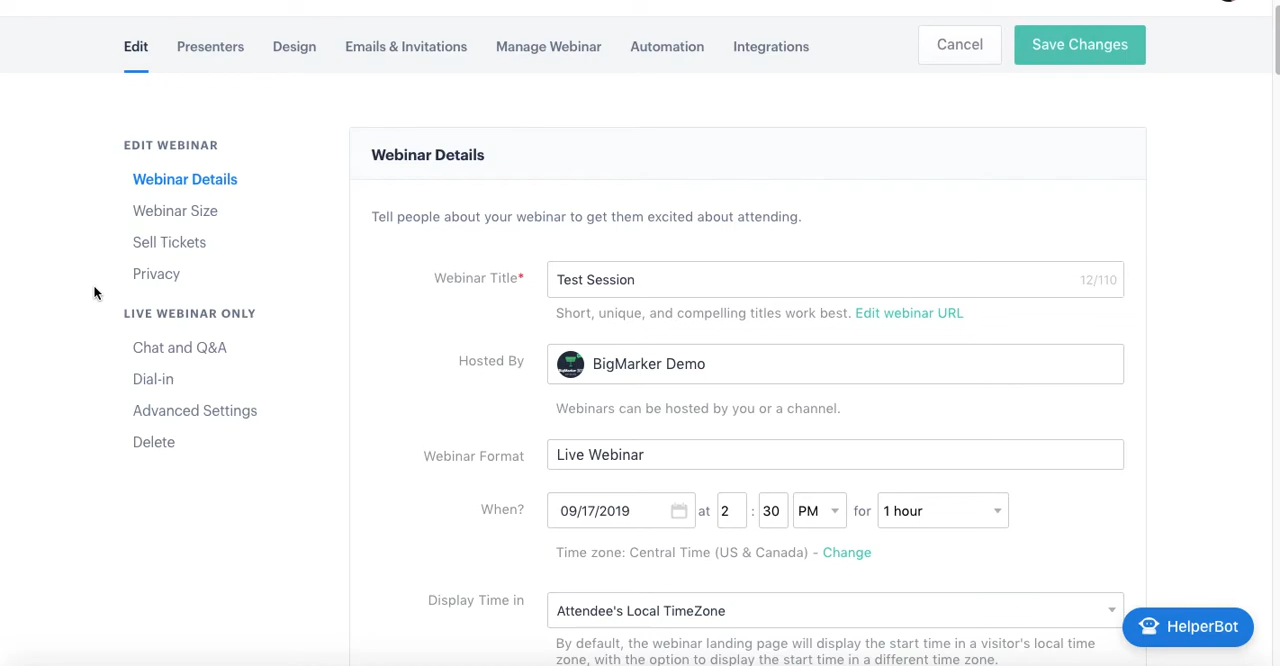 Edit Presenters Design Emails & Invitations Manage Webinar Automation Integrations Cancel Save Changes
EDIT WEBINAR
Webinar Details
Webinar Size
Sell Tickets
Privacy
LIVE WEBINAR ONLY
Chat and Q&A
Dial-in
Advanced Settings
Delete
Webinar Details
Tell people about your webinar to get them excited about attending.
Webinar Title* Test Session 12/110
Short, unique, and compelling titles work best. Edit webinar URL
Hosted By BigMarker Demo
Webinars can be hosted by you or a channel.
Webinar Format Live Webinar
When? 09/17/2019 at 2 : 30 PM for 1 hour
Time zone: Central Time (US & Canada) - Change
Display Time in Attendee's Local TimeZone
By default, the webinar landing page will display the start time in a visitor's local time
zone, with the option to display the start time in a different time zone.
HelperBot